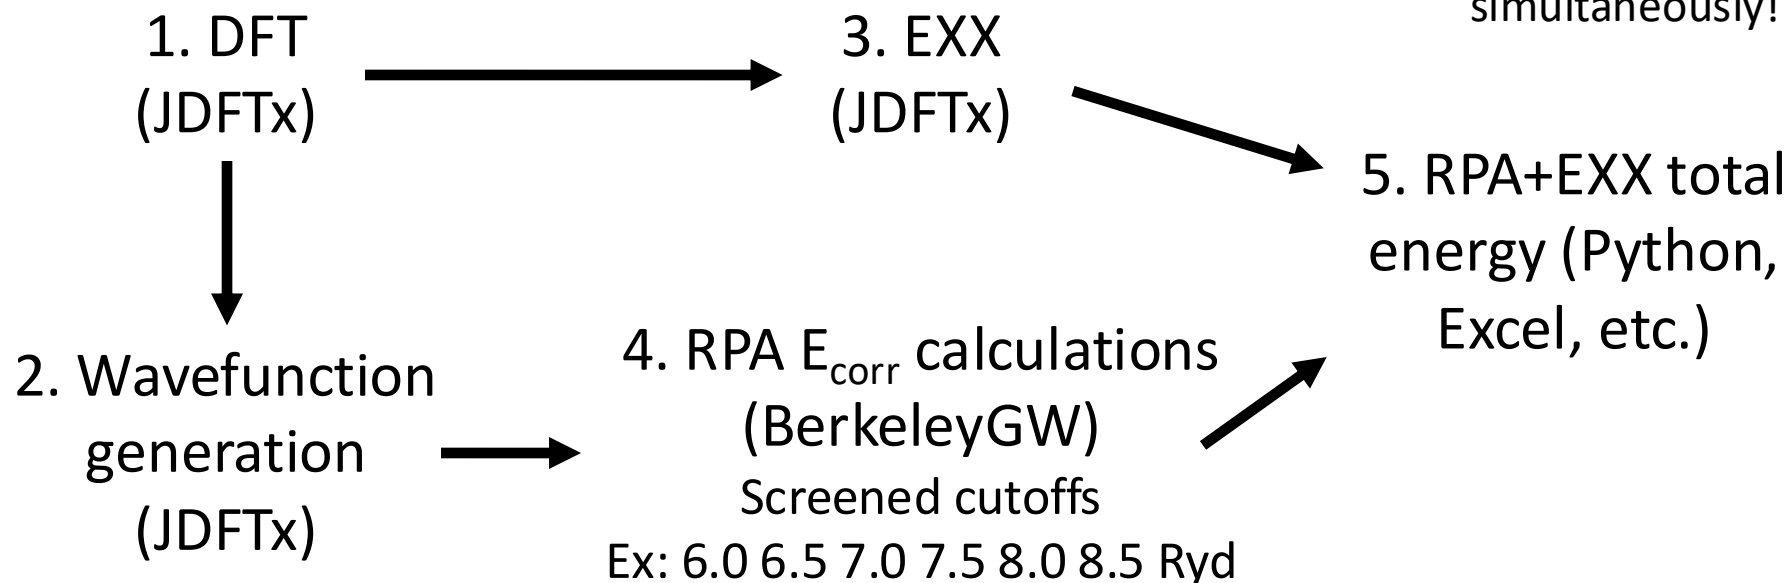 simultaneously!
1. DFT
(JDFTx)
3. EXX
(JDFTx)
5. RPA+EXX total
energy (Python,
Excel, etc.)
2. Wavefunction
generation
(JDFTx)
4. RPA Ecorr calculations
(BerkeleyGW)
Screened cutoffs
Ex: 6.0 6.5 7.0 7.5 8.0 8.5 Ryd